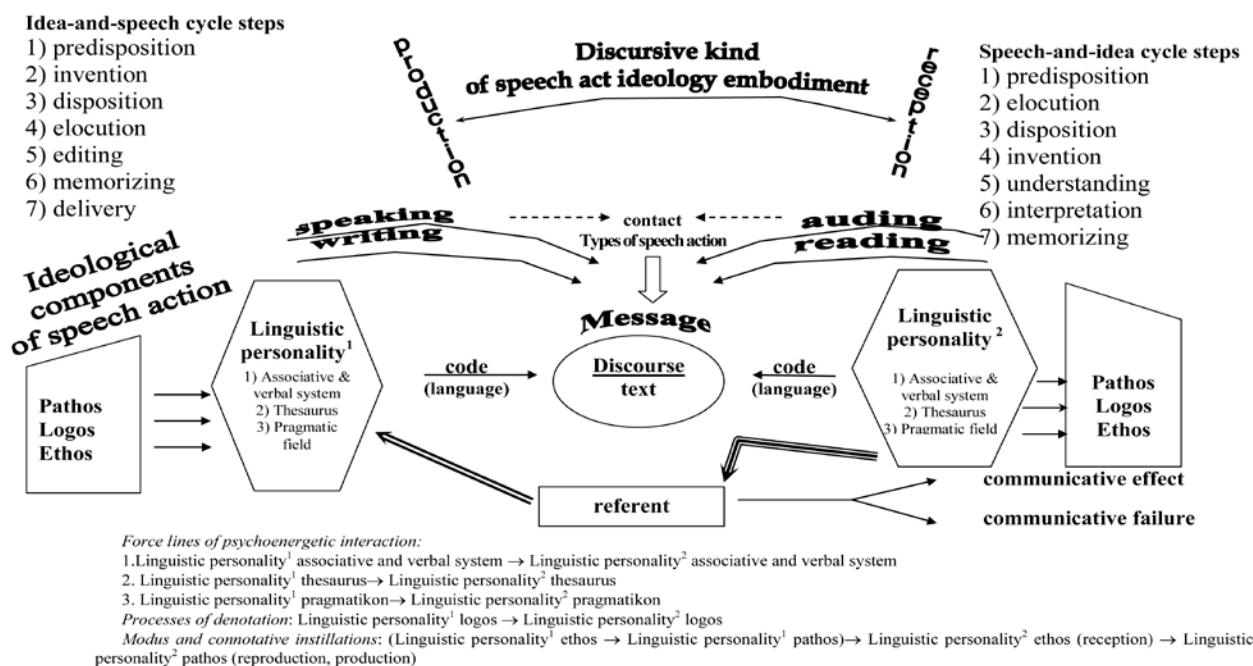 Idea-and-speech cycle steps
1) predisposition
2) invention
3) disposition
4) elocution
5) editing
6) memorizing
7) delivery
production
Discursive kind
of speech act ideology embodiment
reception
Speech-and-idea cycle steps
1) predisposition
2) elocution
3) disposition
4) invention
5) understanding
6) interpretation
7) memorizing
speaking
writing
contact
Types of speech action
auding
reading
Ideological
components
of speech action
Pathos
Logos
Ethos
Linguistic
personality¹
1) Associative &
verbal system
2) Thesaurus
3) Pragmatic
field
code
(language)
Message
Discourse
text
code
(language)
Linguistic
personality²
1) Associative &
verbal system
2) Thesaurus
3) Pragmatic field
Pathos
Logos
Ethos
referent
communicative effect
communicative failure
Force lines of psychoenergetic interaction:
1.Linguistic personality¹ associative and verbal system → Linguistic personality² associative and verbal system
2. Linguistic personality¹ thesaurus→ Linguistic personality² thesaurus
3. Linguistic personality¹ pragmatikon→ Linguistic personality² pragmatikon
Processes of denotation: Linguistic personality¹ logos → Linguistic personality² logos
Modus and connotative instillations: (Linguistic personality¹ ethos → Linguistic personality¹ pathos)→ Linguistic personality² ethos (reception) → Linguistic
personality² pathos (reproduction, production)